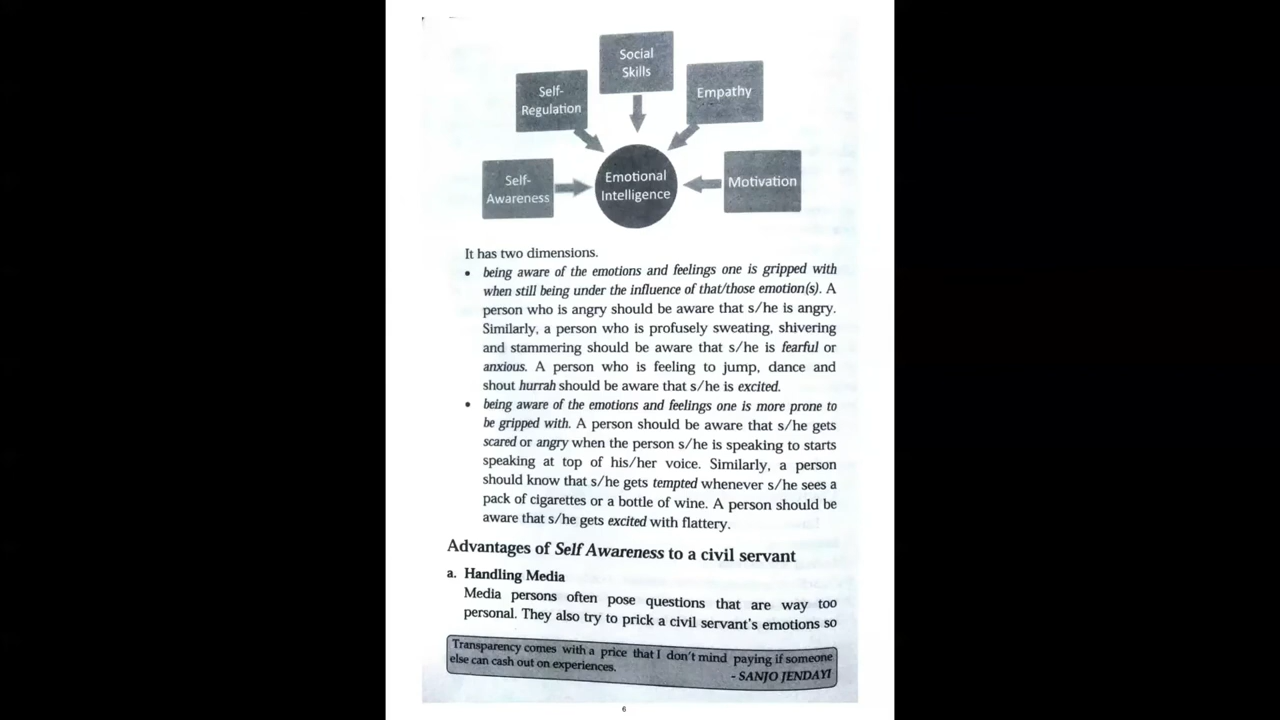 Social
Skills
Self-
Regulation
Empathy
Self-
Awareness
Emotional
Intelligence
Motivation
It has two dimensions.
• being aware of the emotions and feelings one is gripped with
when still being under the influence of that/those emotion(s). A
person who is angry should be aware that s/he is angry.
Similarly, a person who is profusely sweating, shivering
and stammering should be aware that s/he is fearful or
anxious. A person who is feeling to jump, dance and
shout hurrah should be aware that s/he is excited.
• being aware of the emotions and feelings one is more prone to
be gripped with. A person should be aware that s/he gets
scared or angry when the person s/he is speaking to starts
speaking at top of his/her voice. Similarly, a person
should know that s/he gets tempted whenever s/he sees a
pack of cigarettes or a bottle of wine. A person should be
aware that s/he gets excited with flattery.
Advantages of Self Awareness to a civil servant
a. Handling Media
Media persons often pose questions that are way too
personal. They also try to prick a civil servant's emotions so
Transparency comes with a price that I don't mind paying if someone
else can cash out on experiences.
- SANJO JENDAYI
6